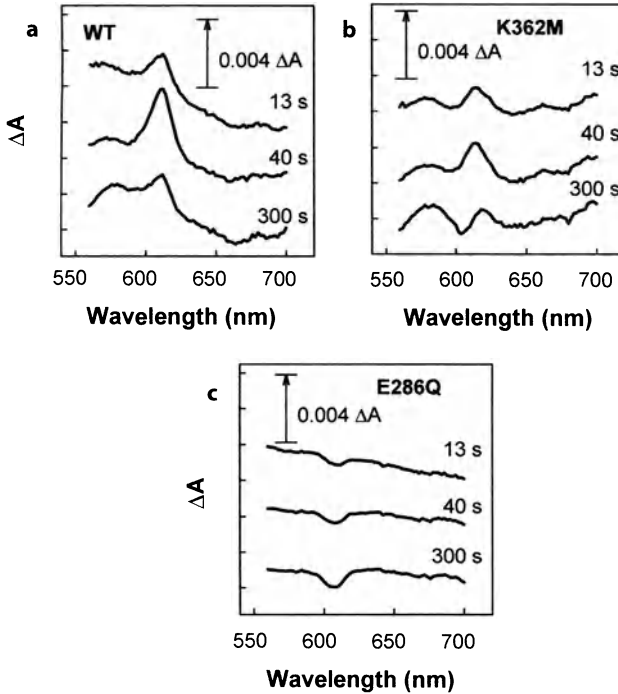 a
WT
0.004 ΔA
13 s
40 s
300 s
ΔA
550 600 650 700
Wavelength (nm)
b
K362M
0.004 ΔA
13 s
40 s
300 s
550 600 650 700
Wavelength (nm)
c
E286Q
0.004 ΔA
13 s
40 s
300 s
ΔA
550 600 650 700
Wavelength (nm)